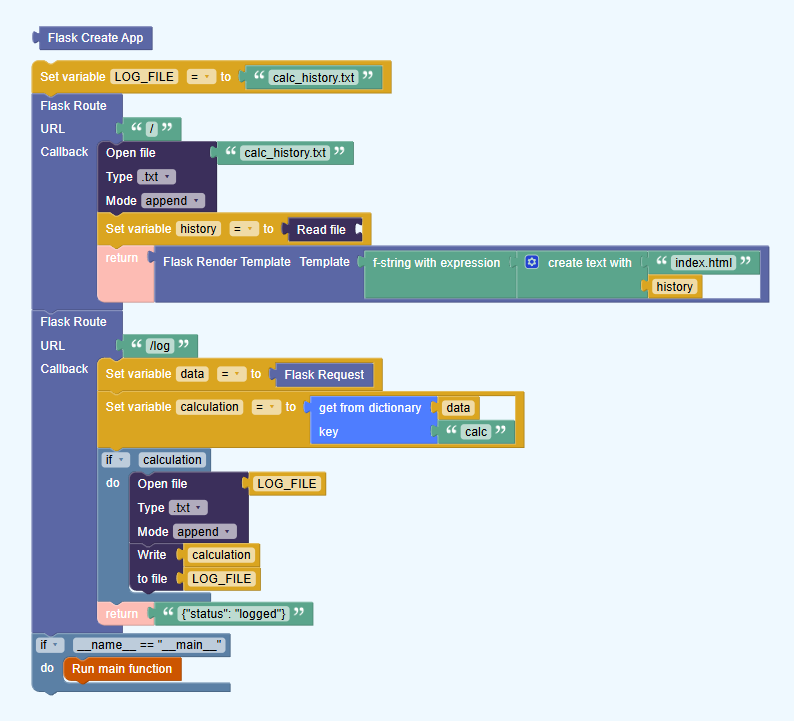 Flask Create App
Set variable LOG_FILE = to “ calc_history.txt ”
Flask Route
URL “ / ”
Callback Open file “ calc_history.txt ”
Type .txt
Mode append
Set variable history = to Read file
return Flask Render Template Template f-string with expression create text with “ index.html ”
history
Flask Route
URL “ /log ”
Callback Set variable data = to Flask Request
Set variable calculation = to get from dictionary data
key “ calc ”
if calculation
do Open file LOG_FILE
Type .txt
Mode append
Write calculation
to file LOG_FILE
return “ {"status": "logged"} ”
if __name__ == "__main__"
do Run main function